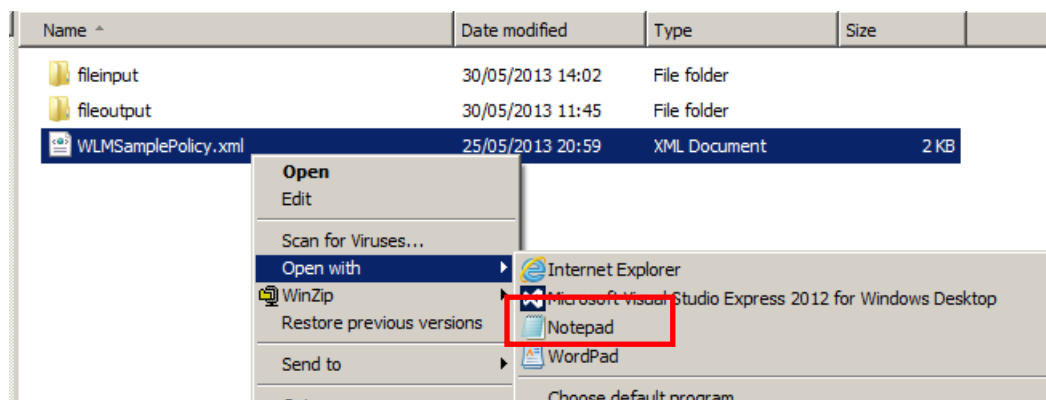 Name Date modified Type Size
fileinput 30/05/2013 14:02 File folder
fileoutput 30/05/2013 11:45 File folder
WLMSamplePolicy.xml 25/05/2013 20:59 XML Document 2 KB
Open
Edit
Scan for Viruses...
Open with
WinZip
Restore previous versions
Send to
Internet Explorer
Microsoft Visual Studio Express 2012 for Windows Desktop
Notepad
WordPad
Choose default program